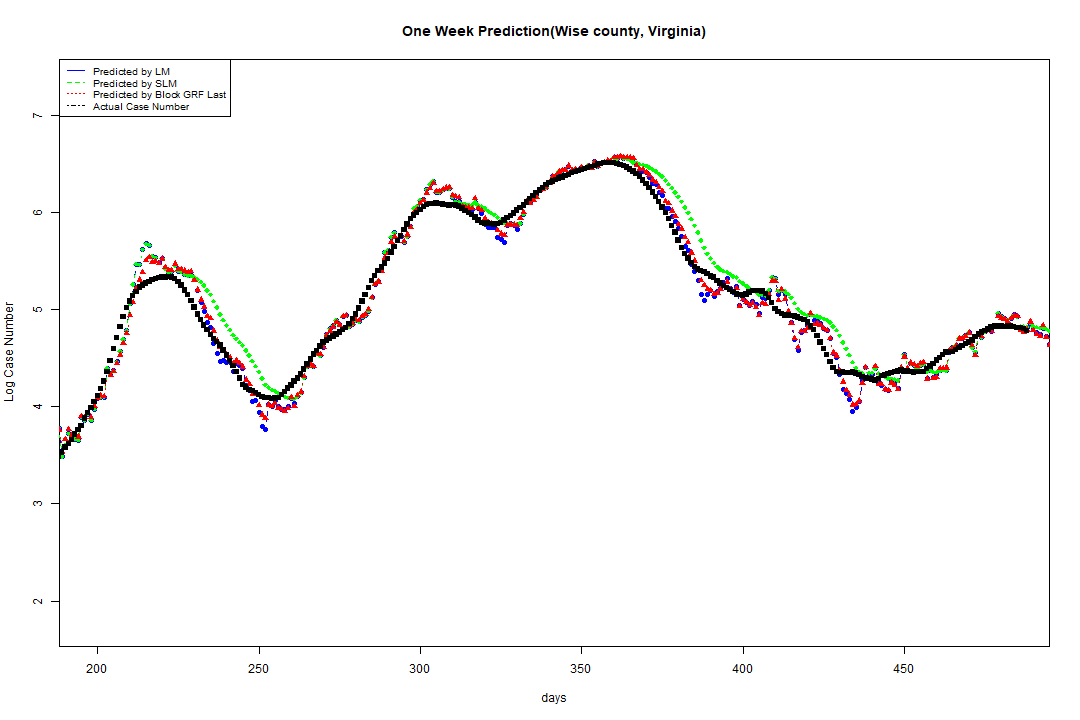 One Week Prediction(Wise county, Virginia)
Predicted by LM
Predicted by SLM
Predicted by Block GRF Last
Actual Case Number
7
6
5
4
3
2
Log Case Number
200 250 300 350 400 450
days